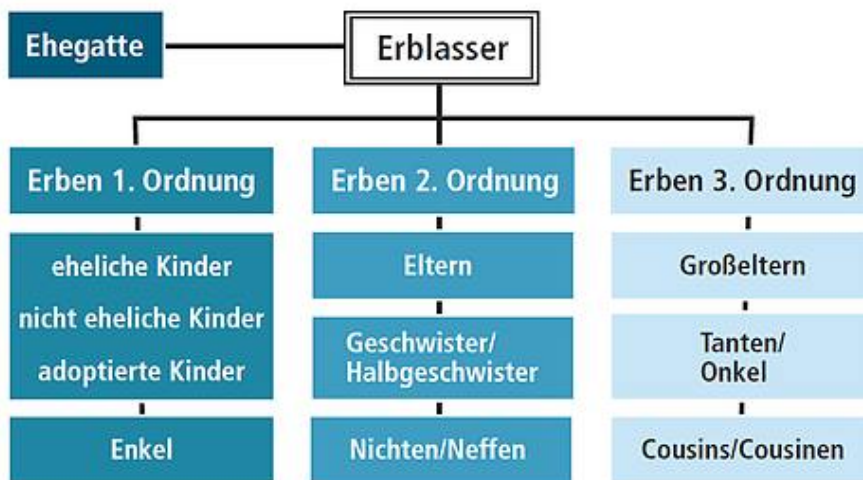 Ehegatte
Erblasser
Erben 1. Ordnung
eheliche Kinder
nicht eheliche Kinder
adoptierte Kinder
Enkel
Erben 2. Ordnung
Eltern
Geschwister/
Halbgeschwister
Nichten/Neffen
Erben 3. Ordnung
Großeltern
Tanten/
Onkel
Cousins/Cousinen